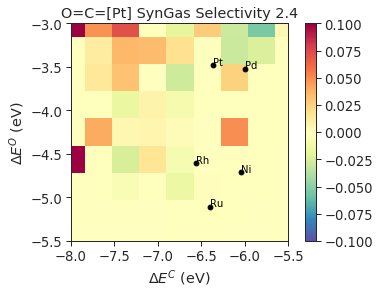 O=C=[Pt] SynGas Selectivity 2.4
−3.0
−3.5
−4.0
−4.5
−5.0
−5.5
ΔE^O (eV)
Pt
Pd
Rh
Ni
Ru
−8.0 −7.5 −7.0 −6.5 −6.0 −5.5
ΔE^C (eV)
0.100
0.075
0.050
0.025
0.000
−0.025
−0.050
−0.075
−0.100